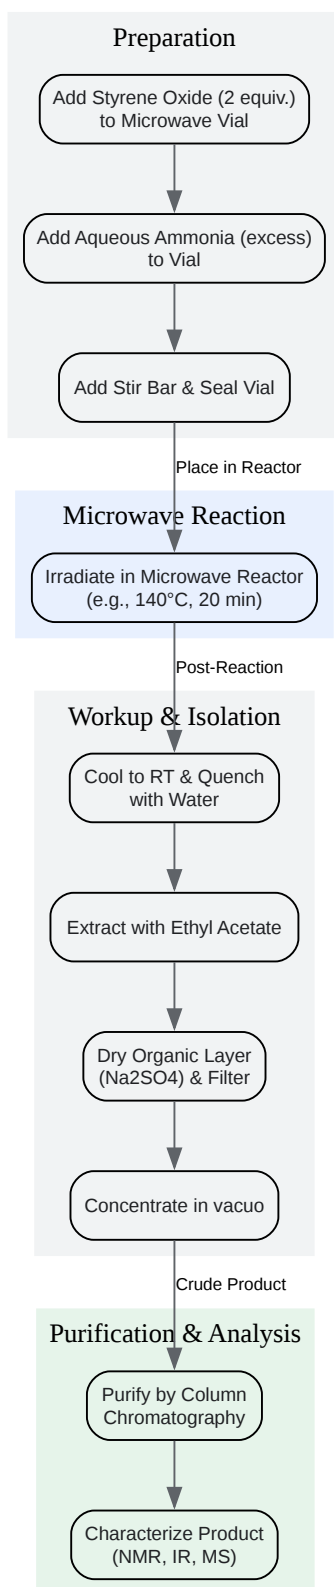 Preparation
Add Styrene Oxide (2 equiv.)
to Microwave Vial
Add Aqueous Ammonia (excess)
to Vial
Add Stir Bar & Seal Vial
Place in Reactor
Microwave Reaction
Irradiate in Microwave Reactor
(e.g., 140°C, 20 min)
Post-Reaction
Workup & Isolation
Cool to RT & Quench
with Water
Extract with Ethyl Acetate
Dry Organic Layer
(Na2SO4) & Filter
Concentrate in vacuo
Crude Product
Purification & Analysis
Purify by Column
Chromatography
Characterize Product
(NMR, IR, MS)